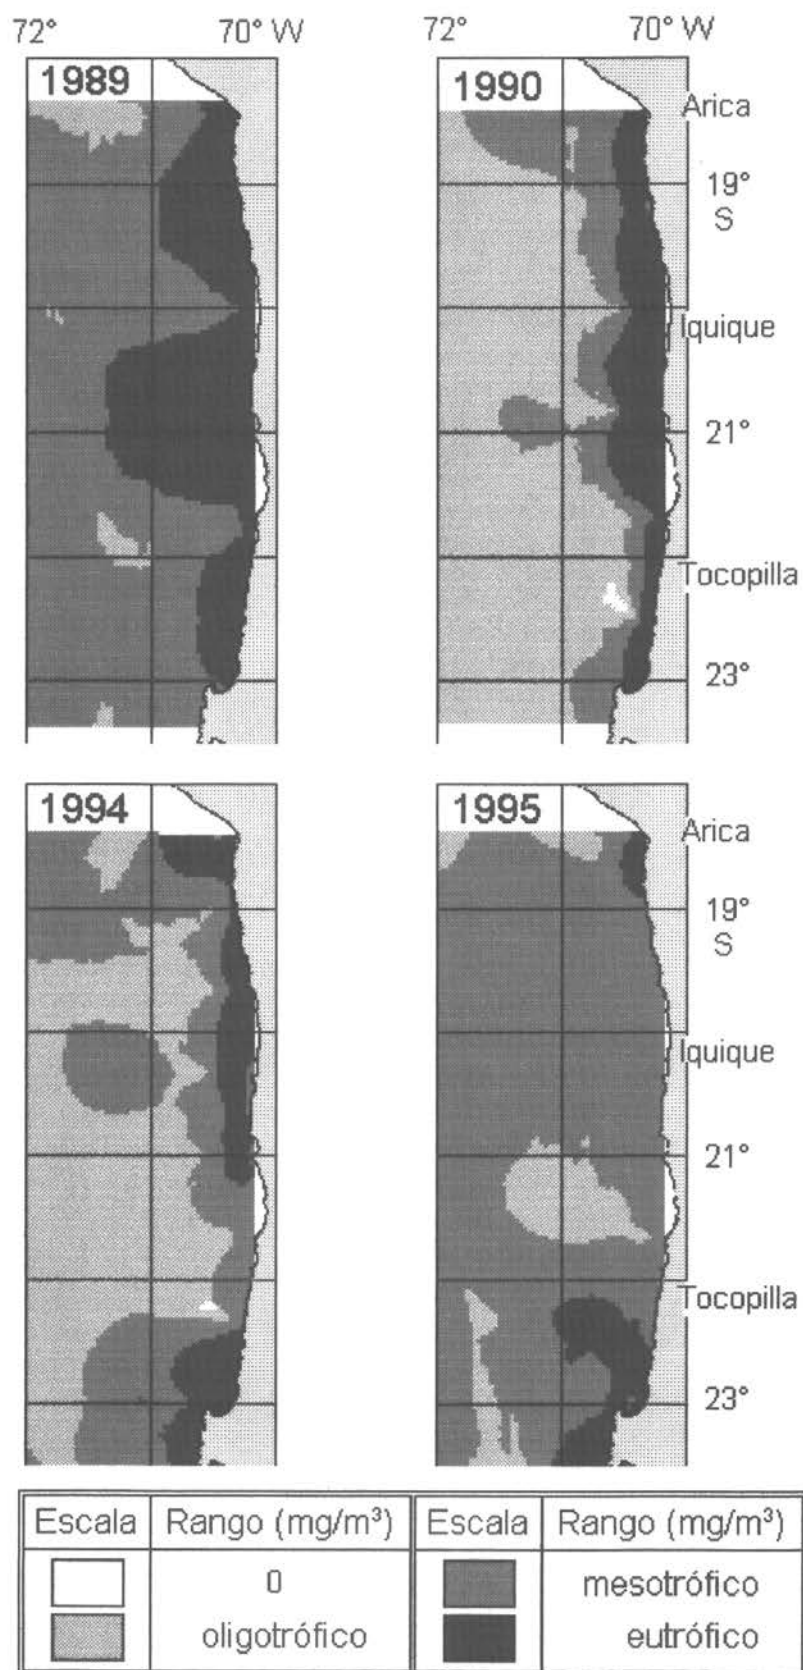 72° 70° W 72° 70° W
1989
1990
Arica
19°
S
Iquique
21°
Tocopilla
23°
1994
1995
Arica
19°
S
Iquique
21°
Tocopilla
23°
Escala Rango (mg/m³) Escala Rango (mg/m³)
0 mesotrófico
oligotrófico eutrófico